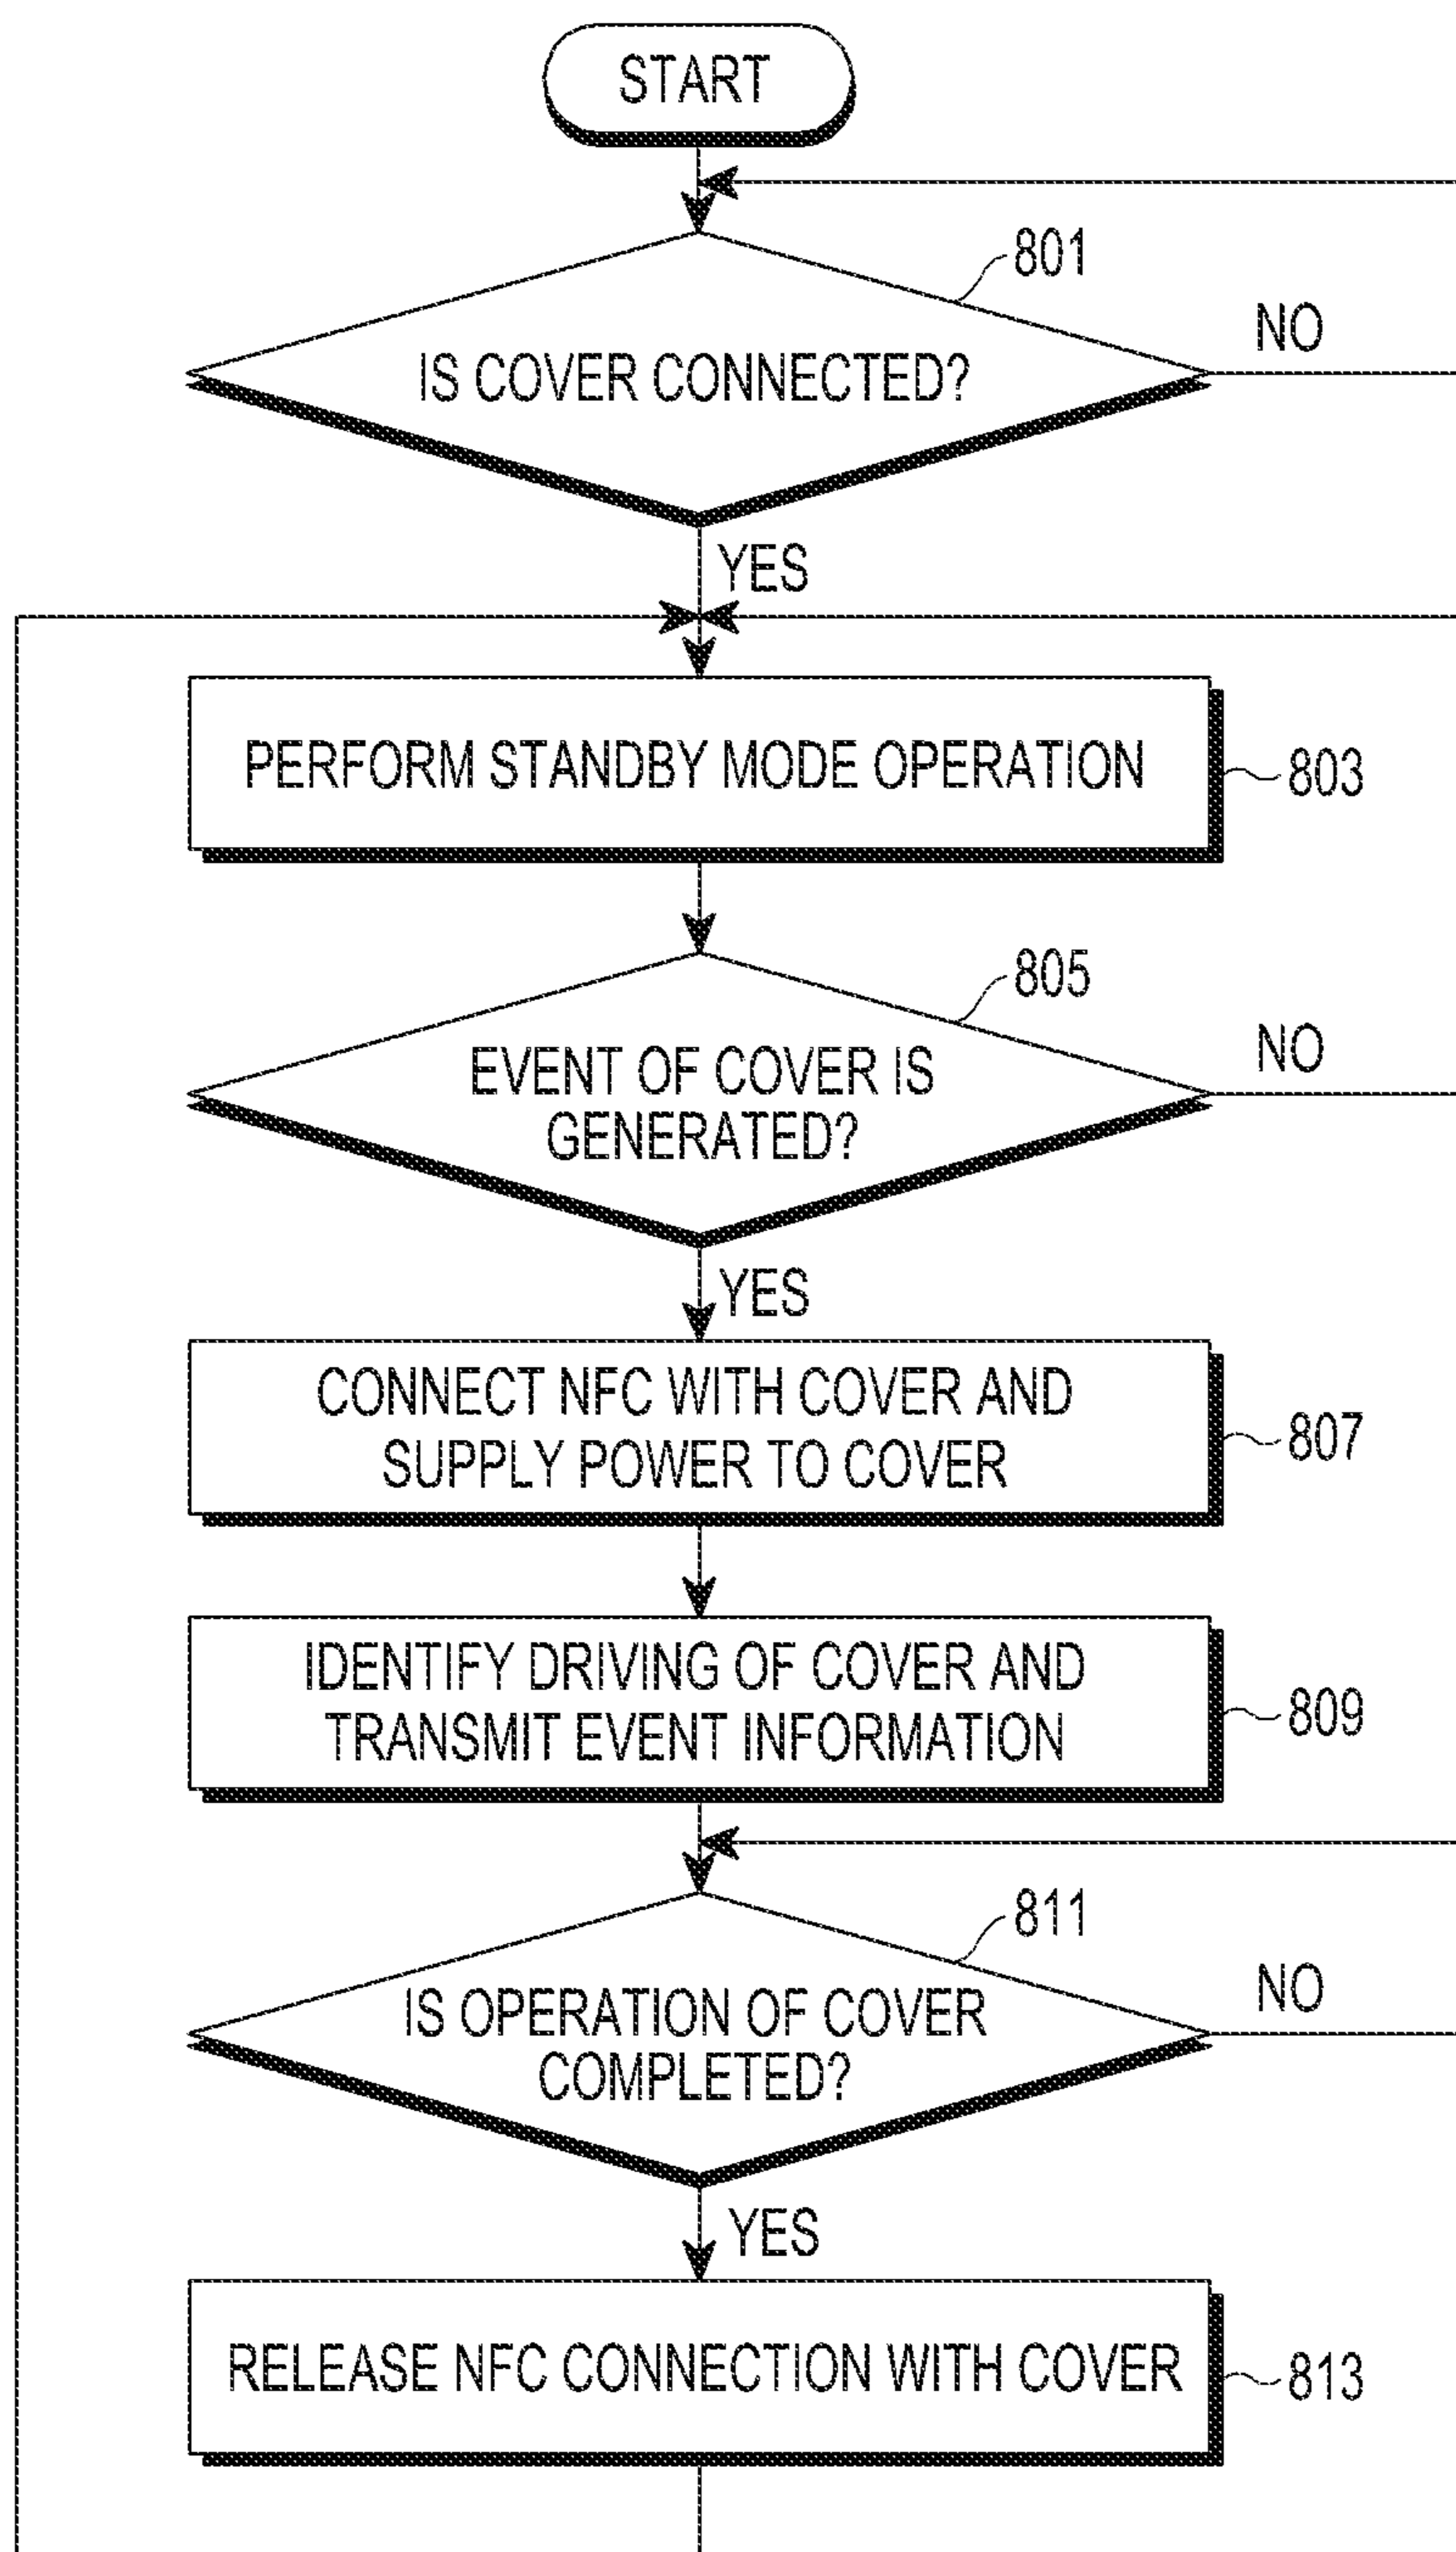 START
801
NO
IS COVER CONNECTED?
YES
PERFORM STANDBY MODE OPERATION
803
805
NO
EVENT OF COVER IS
GENERATED?
YES
CONNECT NFC WITH COVER AND
SUPPLY POWER TO COVER
807
IDENTIFY DRIVING OF COVER AND
TRANSMIT EVENT INFORMATION
809
811
NO
IS OPERATION OF COVER
COMPLETED?
YES
RELEASE NFC CONNECTION WITH COVER
813